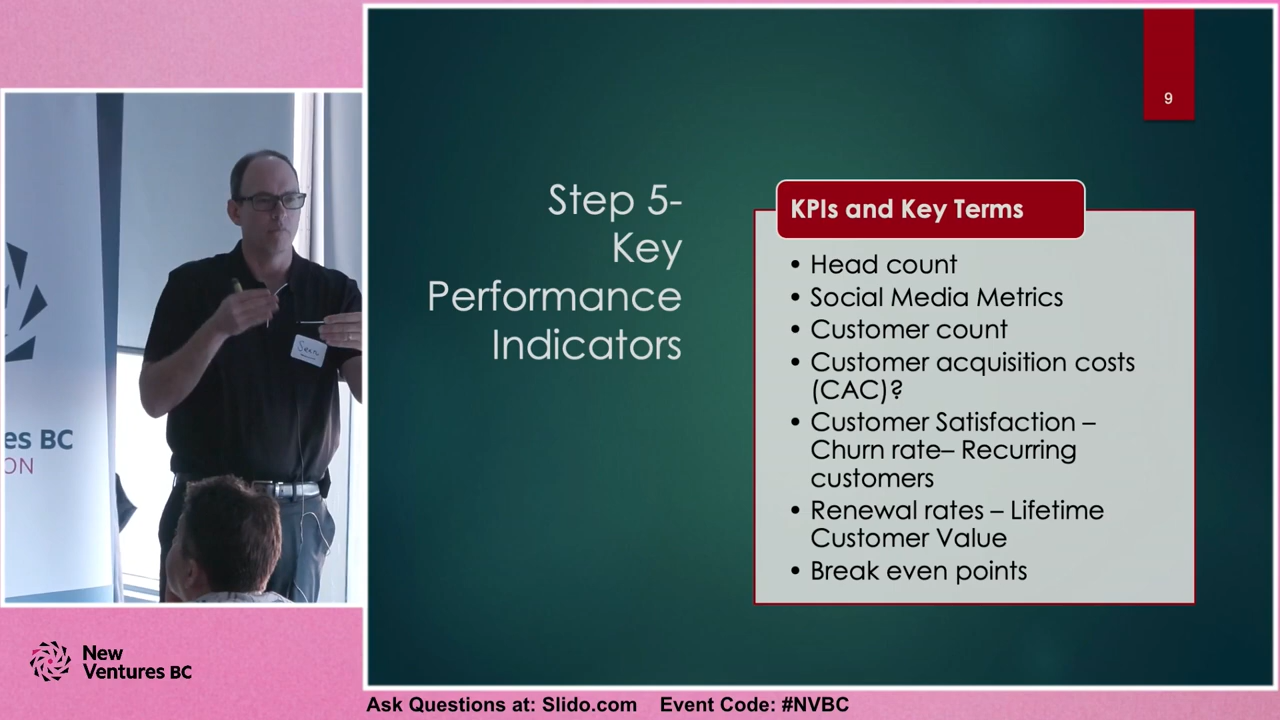 9
Step 5-
Key
Performance
Indicators
KPIs and Key Terms
• Head count
• Social Media Metrics
• Customer count
• Customer acquisition costs
(CAC)?
• Customer Satisfaction –
Churn rate– Recurring
customers
• Renewal rates – Lifetime
Customer Value
• Break even points
Sean
es BC
ON
New
Ventures BC
Ask Questions at: Slido.com Event Code: #NVBC